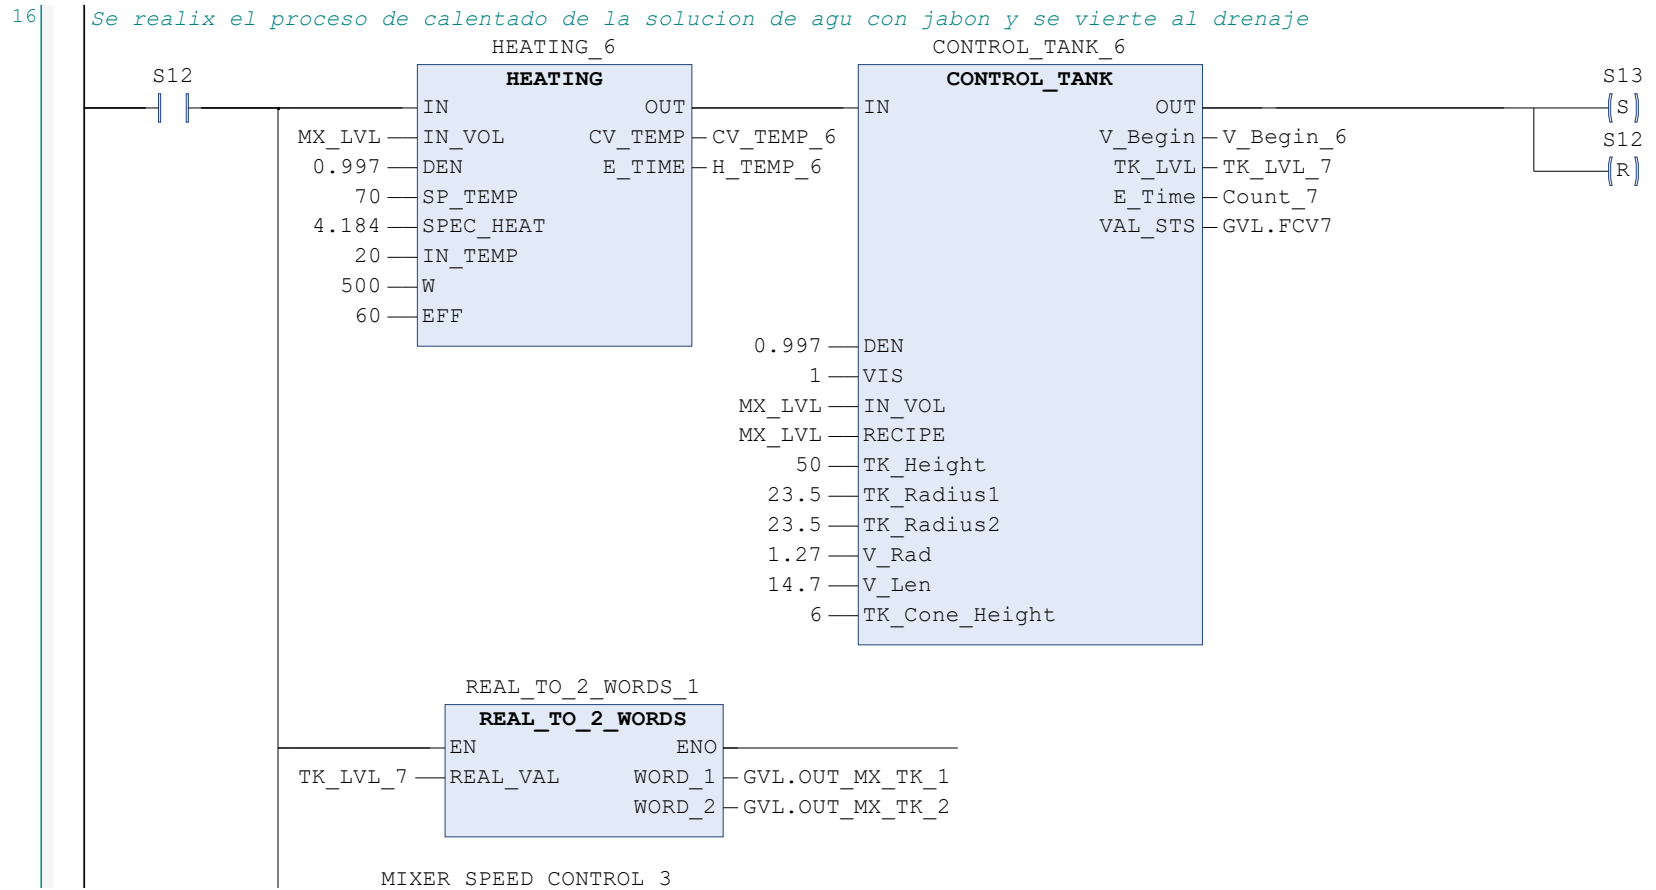 16
Se realix el proceso de calentado de la solucion de agu con jabon y se vierte al drenaje
HEATING_6 CONTROL_TANK_6
S12 HEATING CONTROL_TANK S13
IN OUT IN OUT S
MX_LVL IN_VOL CV_TEMP CV_TEMP_6 V_Begin V_Begin_6 S12
0.997 DEN E_TIME H_TEMP_6 TK_LVL TK_LVL_7 R
70 SP_TEMP E_Time Count_7
4.184 SPEC_HEAT VAL_STS GVL.FCV7
20 IN_TEMP
500 W
60 EFF
0.997 DEN
1 VIS
MX_LVL IN_VOL
MX_LVL RECIPE
50 TK_Height
23.5 TK_Radius1
23.5 TK_Radius2
1.27 V_Rad
14.7 V_Len
6 TK_Cone_Height
REAL_TO_2_WORDS_1
REAL_TO_2_WORDS
EN ENO
TK_LVL_7 REAL_VAL WORD_1 GVL.OUT_MX_TK_1
WORD_2 GVL.OUT_MX_TK_2
MIXER_SPEED_CONTROL_3